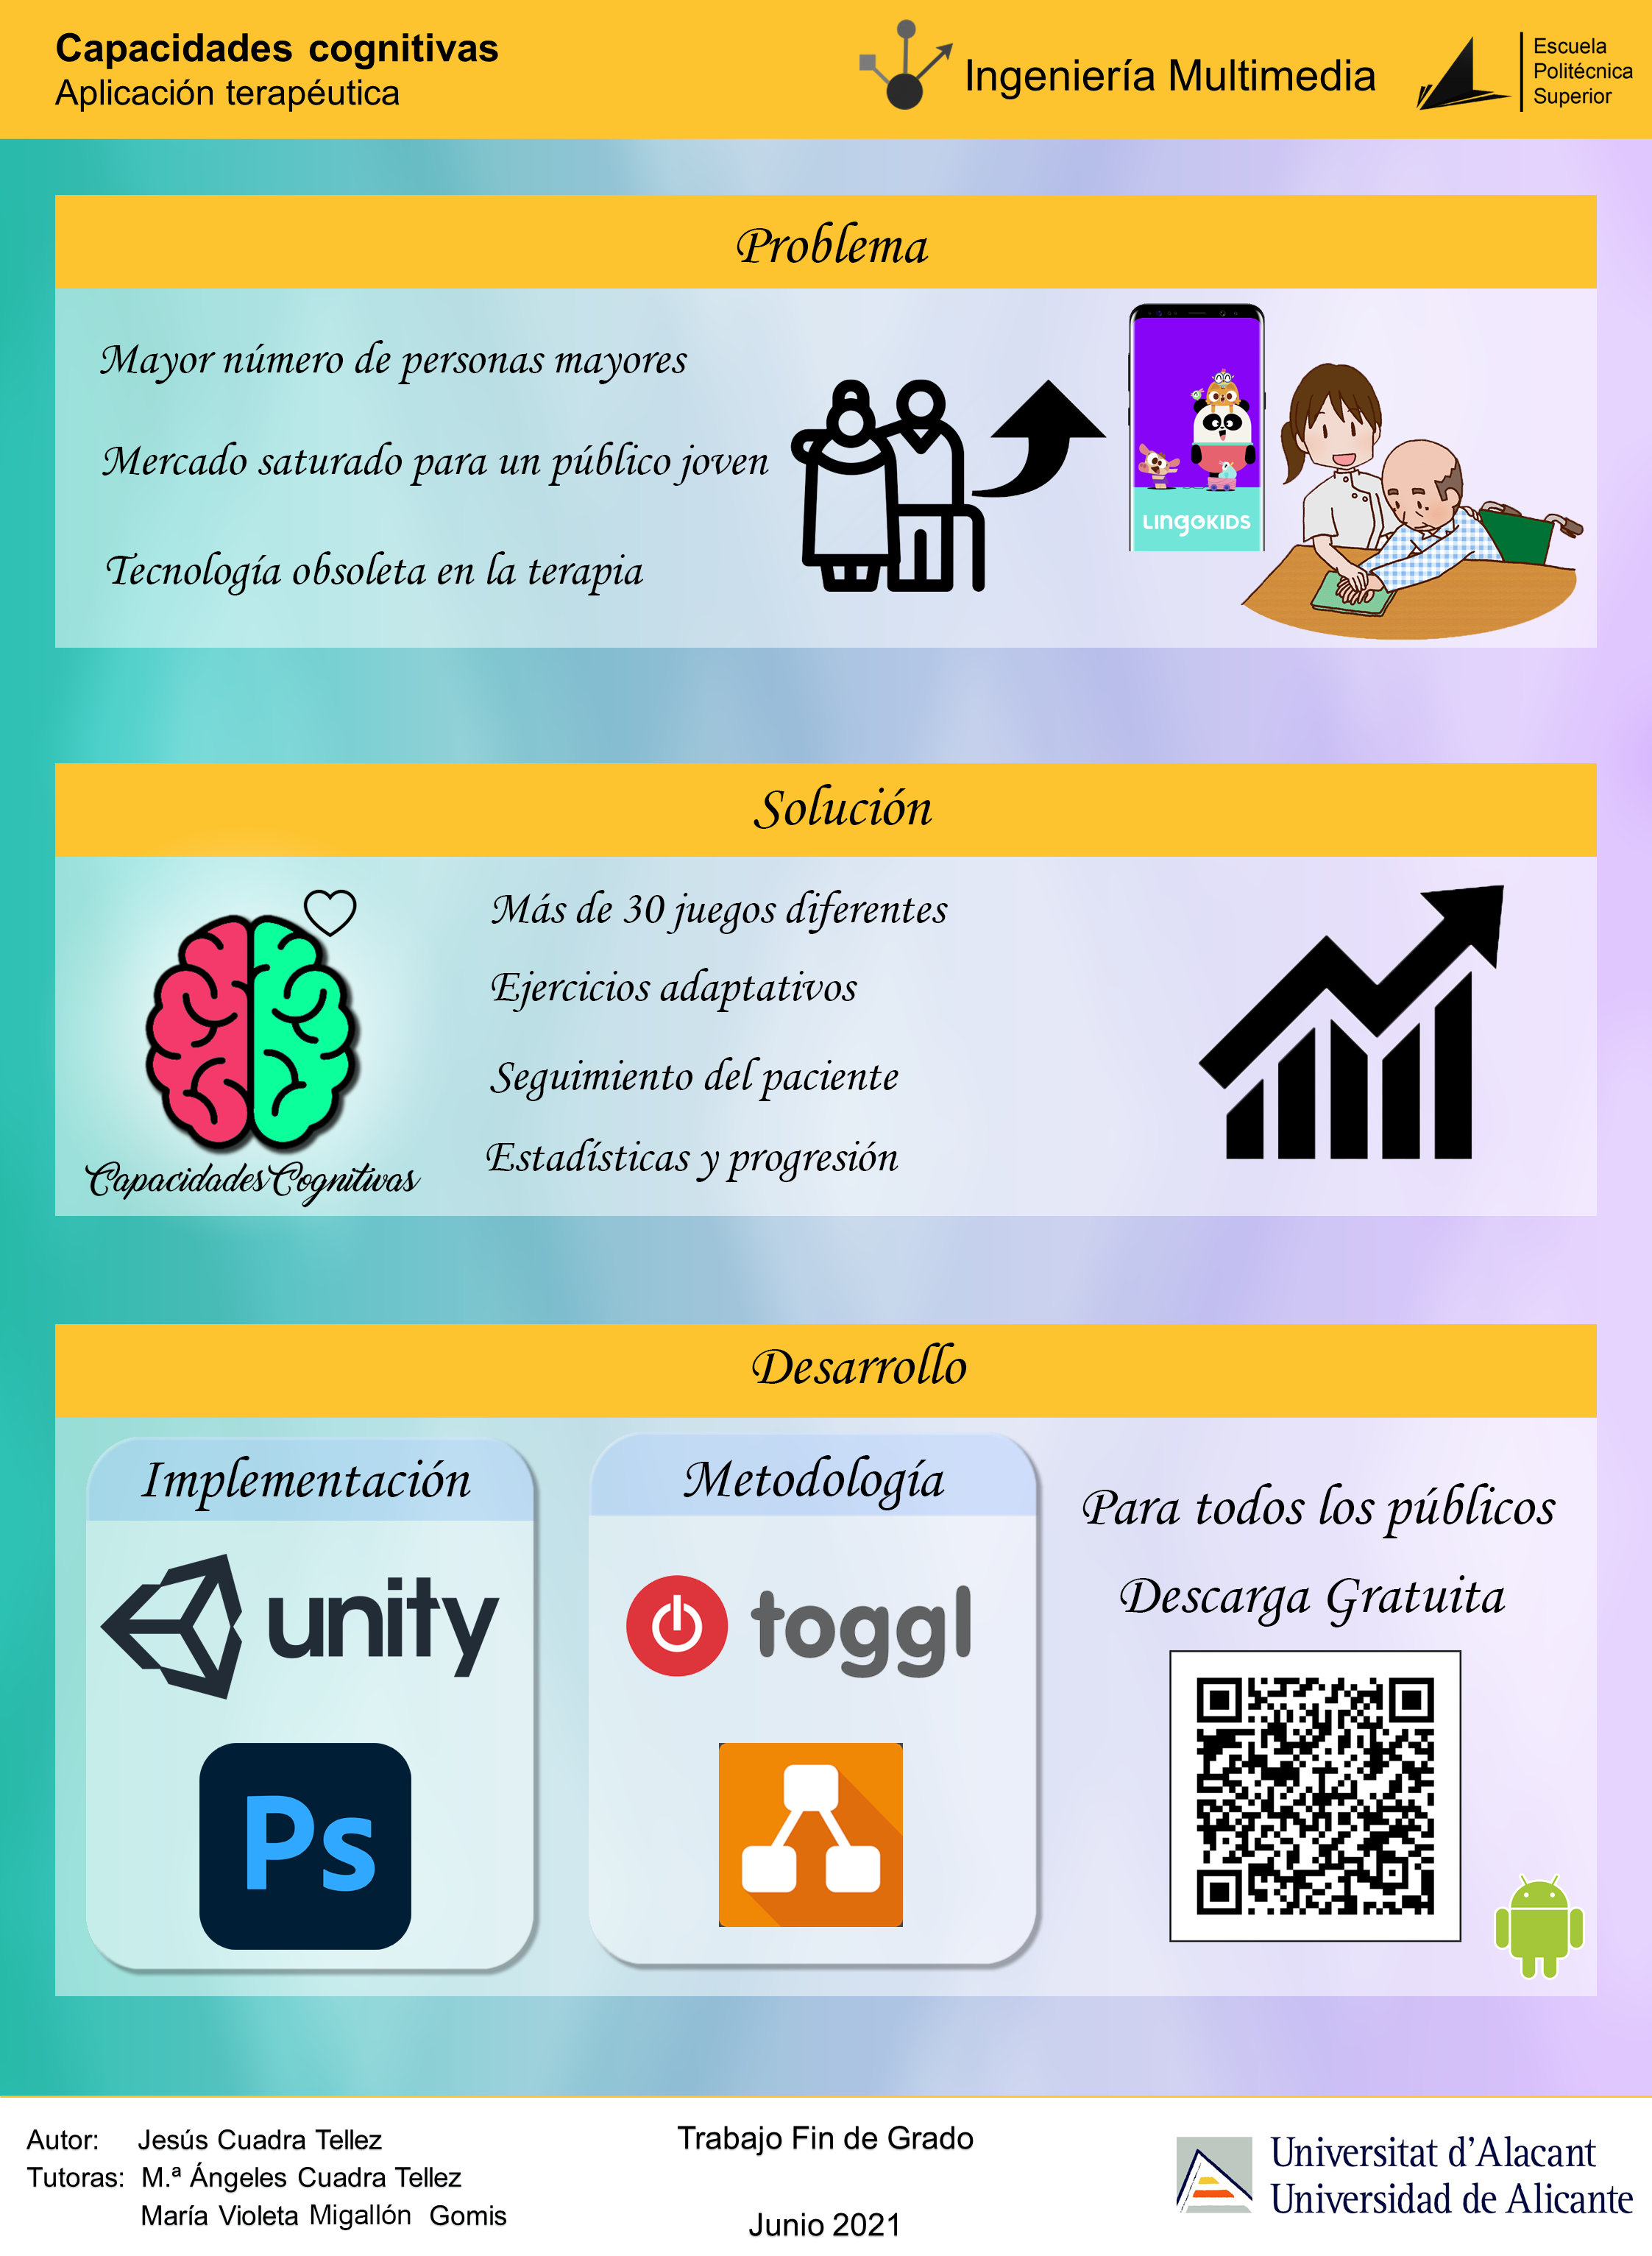 Capacidades cognitivas
Aplicación terapéutica
Ingeniería Multimedia
Escuela
Politécnica
Superior
Problema
Mayor número de personas mayores
Mercado saturado para un público joven
Tecnología obsoleta en la terapia
LINGOKIDS
Solución
Más de 30 juegos diferentes
Ejercicios adaptativos
Seguimiento del paciente
Estadísticas y progresión
Capacidades Cognitivas
Desarrollo
Implementación
unity
Ps
Metodología
toggl
Para todos los públicos
Descarga Gratuita
Autor: Jesús Cuadra Tellez
Tutoras: M.ª Ángeles Cuadra Tellez
María Violeta Migallón Gomis
Trabajo Fin de Grado
Junio 2021
Universitat d'Alacant
Universidad de Alicante